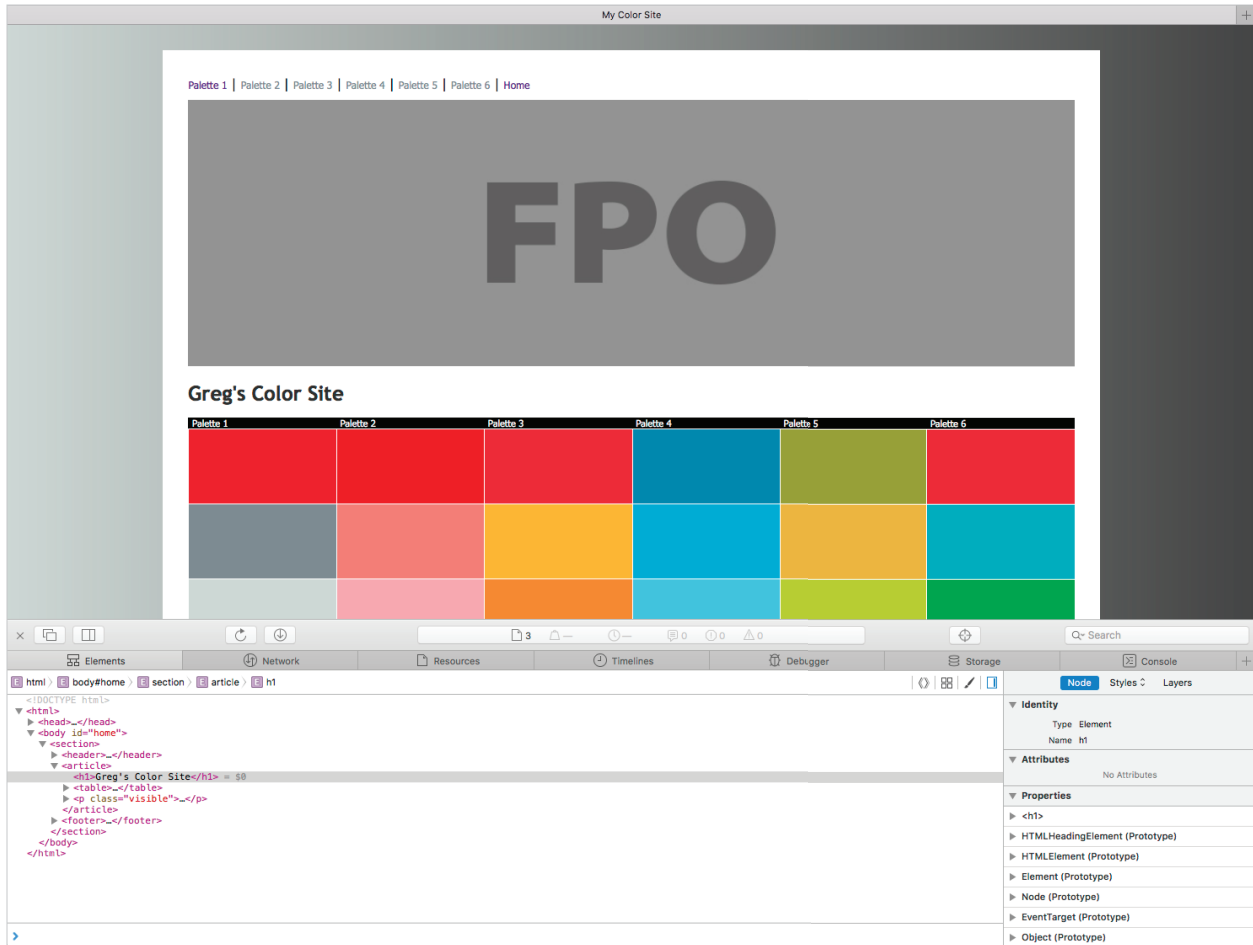 My Color Site
Palette 1 | Palette 2 | Palette 3 | Palette 4 | Palette 5 | Palette 6 | Home
FPO
Greg's Color Site
Palette 1 Palette 2 Palette 3 Palette 4 Palette 5 Palette 6
3 — — 0 0 0 Search
Elements Network Resources Timelines Debugger Storage Console
E html › E body#home › E section › E article › E h1
Node Styles Layers
<!DOCTYPE html>
<html>
<head>…</head>
<body id="home">
<section>
<header>…</header>
<article>
<h1>Greg's Color Site</h1> = $0
<table>…</table>
<p class="visible">…</p>
</article>
<footer>…</footer>
</section>
</body>
</html>
Identity
Type Element
Name h1
Attributes
No Attributes
Properties
<h1>
HTMLHeadingElement (Prototype)
HTMLElement (Prototype)
Element (Prototype)
Node (Prototype)
EventTarget (Prototype)
Object (Prototype)